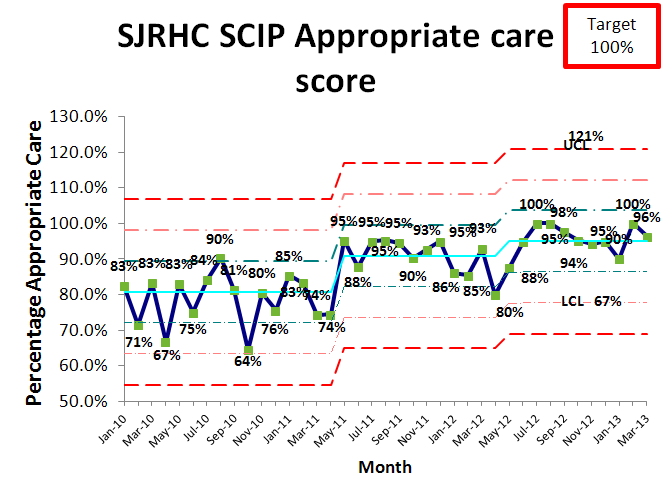 SJRHC SCIP Appropriate care
score
Target
100%
Percentage Appropriate Care
130.0%
120.0%
110.0%
100.0%
90.0%
80.0%
70.0%
60.0%
50.0%
83%
71%
83%
67%
83%
75%
84%
90%
81%
64%
80%
76%
85%
83%
74%
74%
95%
88%
95%
95%
95%
90%
93%
86%
95%
85%
93%
80%
88%
100%
95%
98%
94%
95%
90%
100%
96%
121%
UCL
LCL 67%
Jan-10
Mar-10
May-10
Jul-10
Sep-10
Nov-10
Jan-11
Mar-11
May-11
Jul-11
Sep-11
Nov-11
Jan-12
Mar-12
May-12
Jul-12
Sep-12
Nov-12
Jan-13
Mar-13
Month